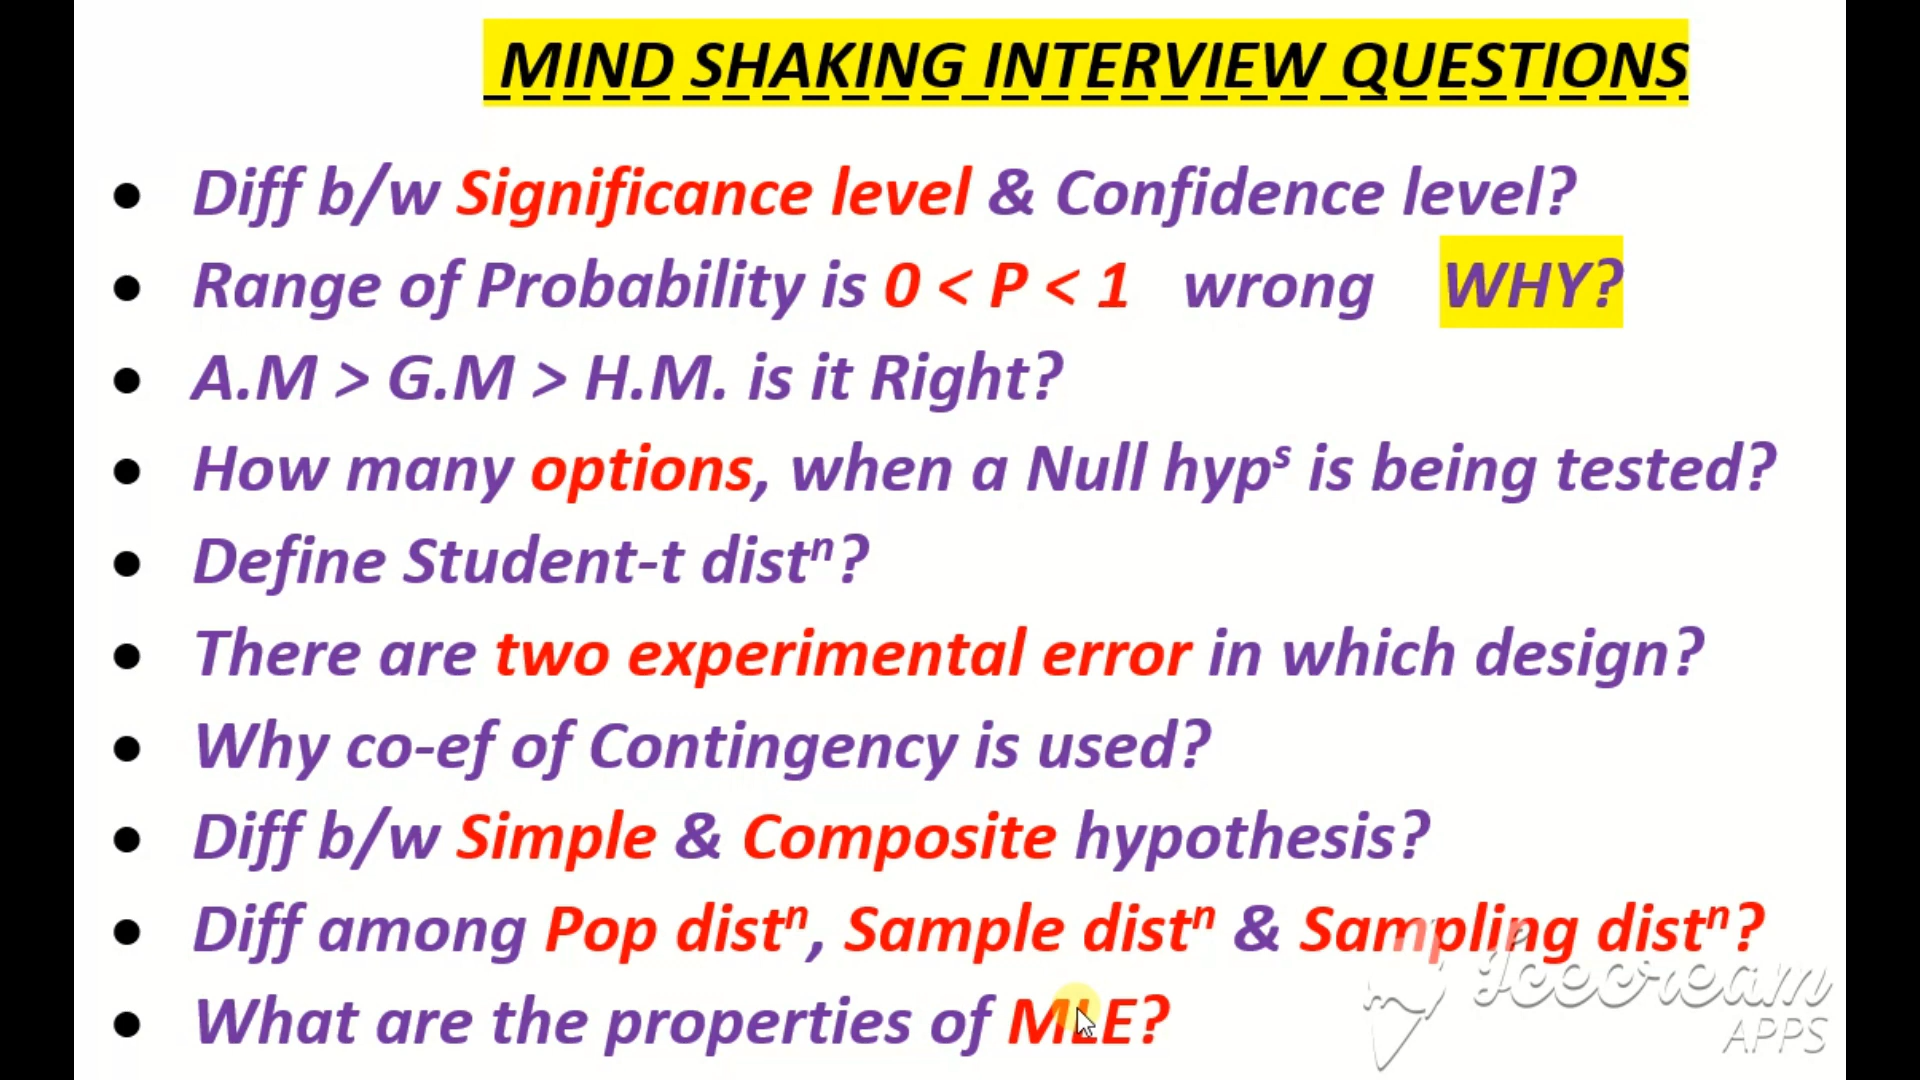 MIND SHAKING INTERVIEW QUESTIONS
• Diff b/w Significance level & Confidence level?
• Range of Probability is 0 < P < 1 wrong WHY?
• A.M > G.M > H.M. is it Right?
• How many options, when a Null hypˢ is being tested?
• Define Student-t distⁿ?
• There are two experimental error in which design?
• Why co-ef of Contingency is used?
• Diff b/w Simple & Composite hypothesis?
• Diff among Pop distⁿ, Sample distⁿ & Sampling distⁿ?
• What are the properties of MLE?
Icecream
APPS